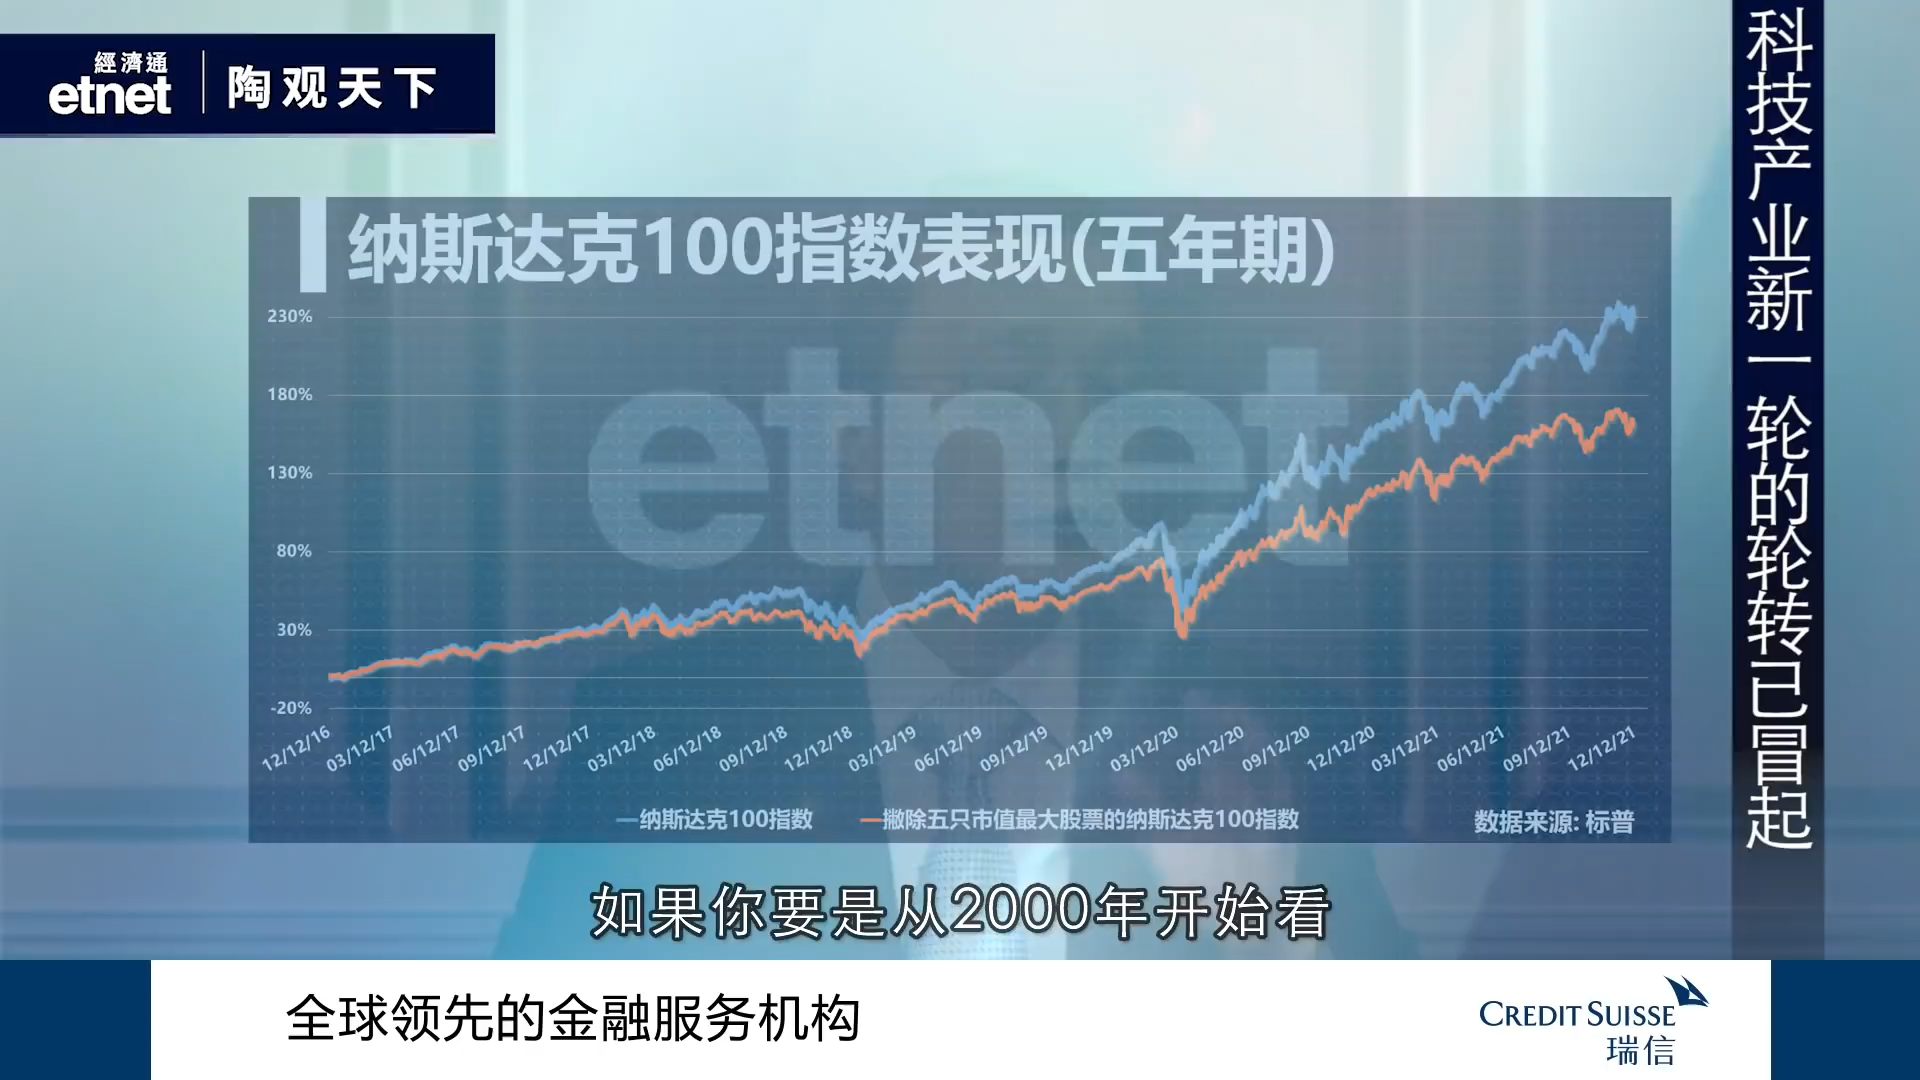 經濟通
etnet
陶观天下
科技产业新一轮的轮转已冒起
纳斯达克100指数表现(五年期)
230%
180%
130%
80%
30%
-20%
etnet
12/12/16
03/12/17
06/12/17
09/12/17
12/12/17
03/12/18
06/12/18
09/12/18
12/12/18
03/12/19
06/12/19
09/12/19
12/12/19
03/12/20
06/12/20
09/12/20
12/12/20
03/12/21
06/12/21
09/12/21
12/12/21
纳斯达克100指数
撇除五只市值最大股票的纳斯达克100指数
数据来源: 标普
如果你要是从2000年开始看
全球领先的金融服务机构
CREDIT SUISSE
瑞信